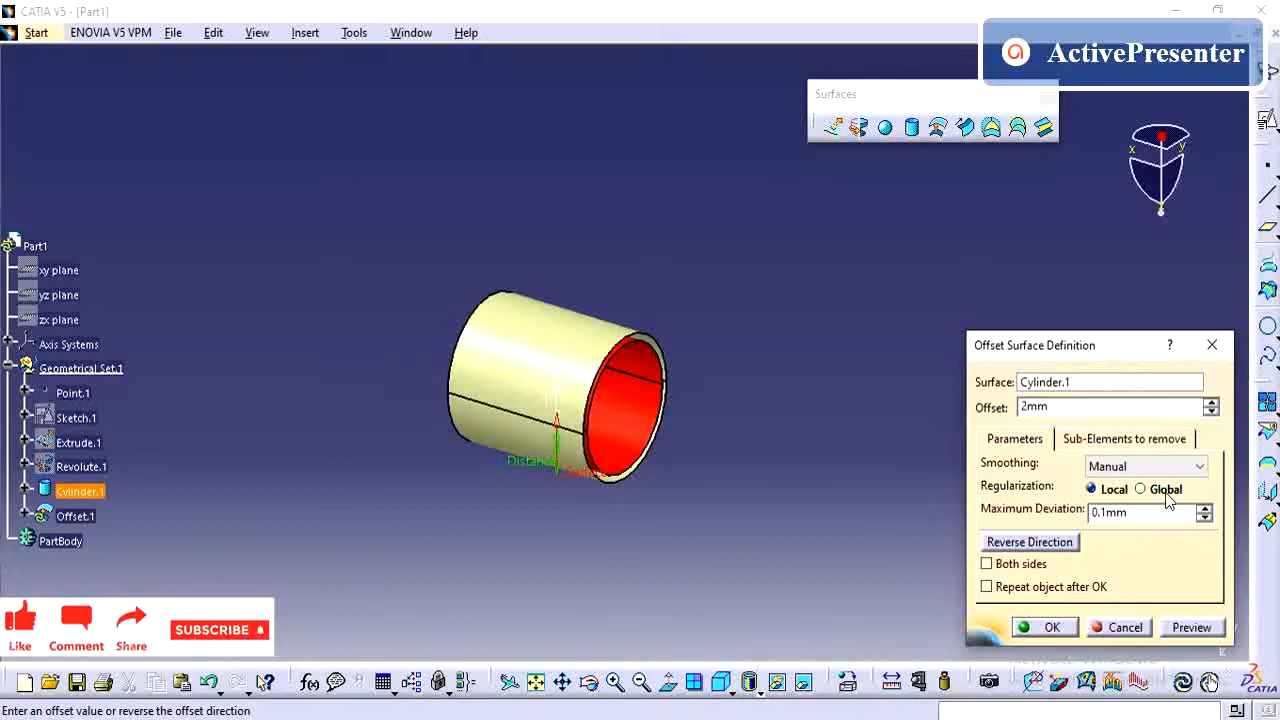 CATIA V5 - [Part1]
Start ENOVIA V5 VPM File Edit View Insert Tools Window Help
ActivePresenter
Surfaces
x y
Part1
xy plane
yz plane
zx plane
Axis Systems
Geometrical Set.1
Point.1
Sketch.1
Extrude.1
Revolute.1
Cylinder.1
Offset.1
PartBody
Offset Surface Definition ? 
Surface: Cylinder.1
Offset: 2mm
Parameters Sub-Elements to remove
Smoothing: Manual
Regularization: Local Global
Maximum Deviation: 0.1mm
Reverse Direction
Both sides
Repeat object after OK
OK Cancel Preview
Like Comment Share SUBSCRIBE
f(x)
CATIA
Enter an offset value or reverse the offset direction